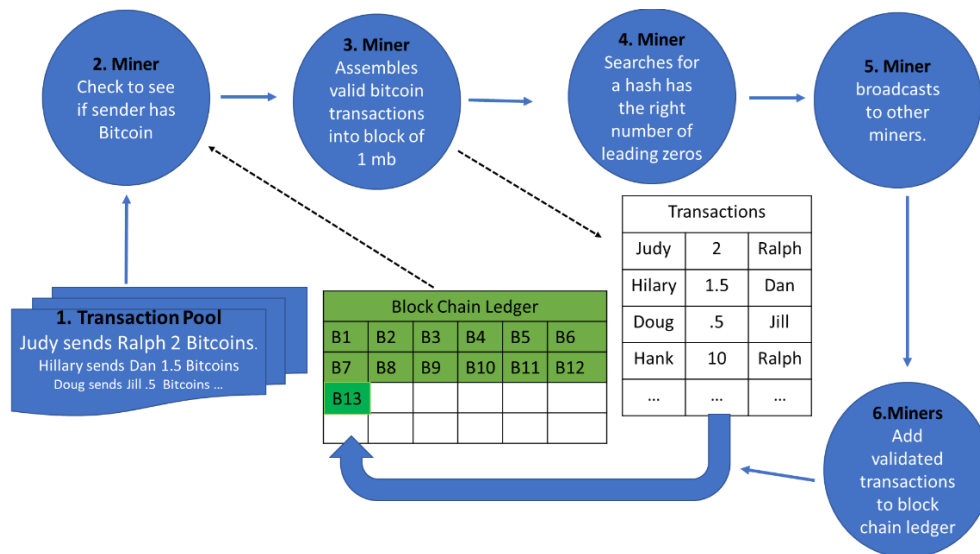 2. Miner
Check to see
if sender has
Bitcoin
3. Miner
Assembles
valid bitcoin
transactions
into block of
1 mb
4. Miner
Searches for
a hash has
the right
number of
leading zeros
5. Miner
broadcasts
to other
miners.
1. Transaction Pool
Judy sends Ralph 2 Bitcoins.
Hillary sends Dan 1.5 Bitcoins
Doug sends Jill .5 Bitcoins ...
Block Chain Ledger
B1 B2 B3 B4 B5 B6
B7 B8 B9 B10 B11 B12
B13
Transactions
Judy 2 Ralph
Hilary 1.5 Dan
Doug .5 Jill
Hank 10 Ralph
... ... ...
6.Miners
Add
validated
transactions
to block
chain ledger